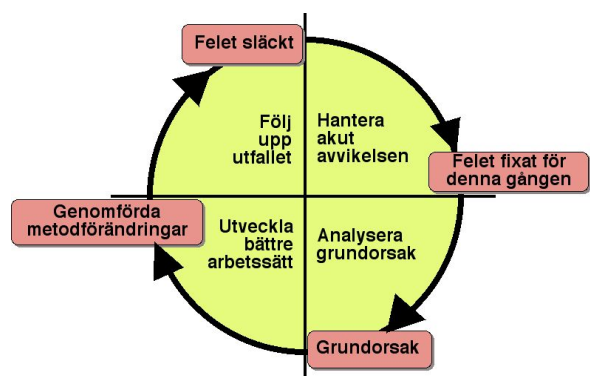 Felet släckt
Hantera
akut
avvikelsen
Felet fixat för
denna gången
Analysera
grundorsak
Grundorsak
Utveckla
bättre
arbetssätt
Genomförda
metodförändringar
Följ
upp
utfallet